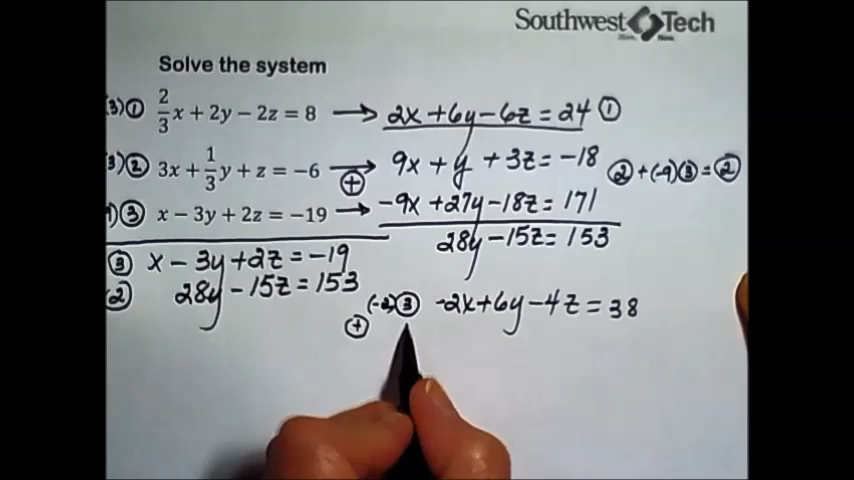 Southwest Tech
Solve the system
3)① 2/3x + 2y − 2z = 8 → 2x + 6y − 6z = 24 ①
3)② 3x + 1/3y + z = −6 → 9x + y + 3z = −18 ② + (−9)③ = ②
)③ x − 3y + 2z = −19 → −9x + 27y − 18z = 171
⊕
28y − 15z = 153
③ x − 3y + 2z = −19
② 28y − 15z = 153
(−2)③ −2x + 6y − 4z = 38
⊕